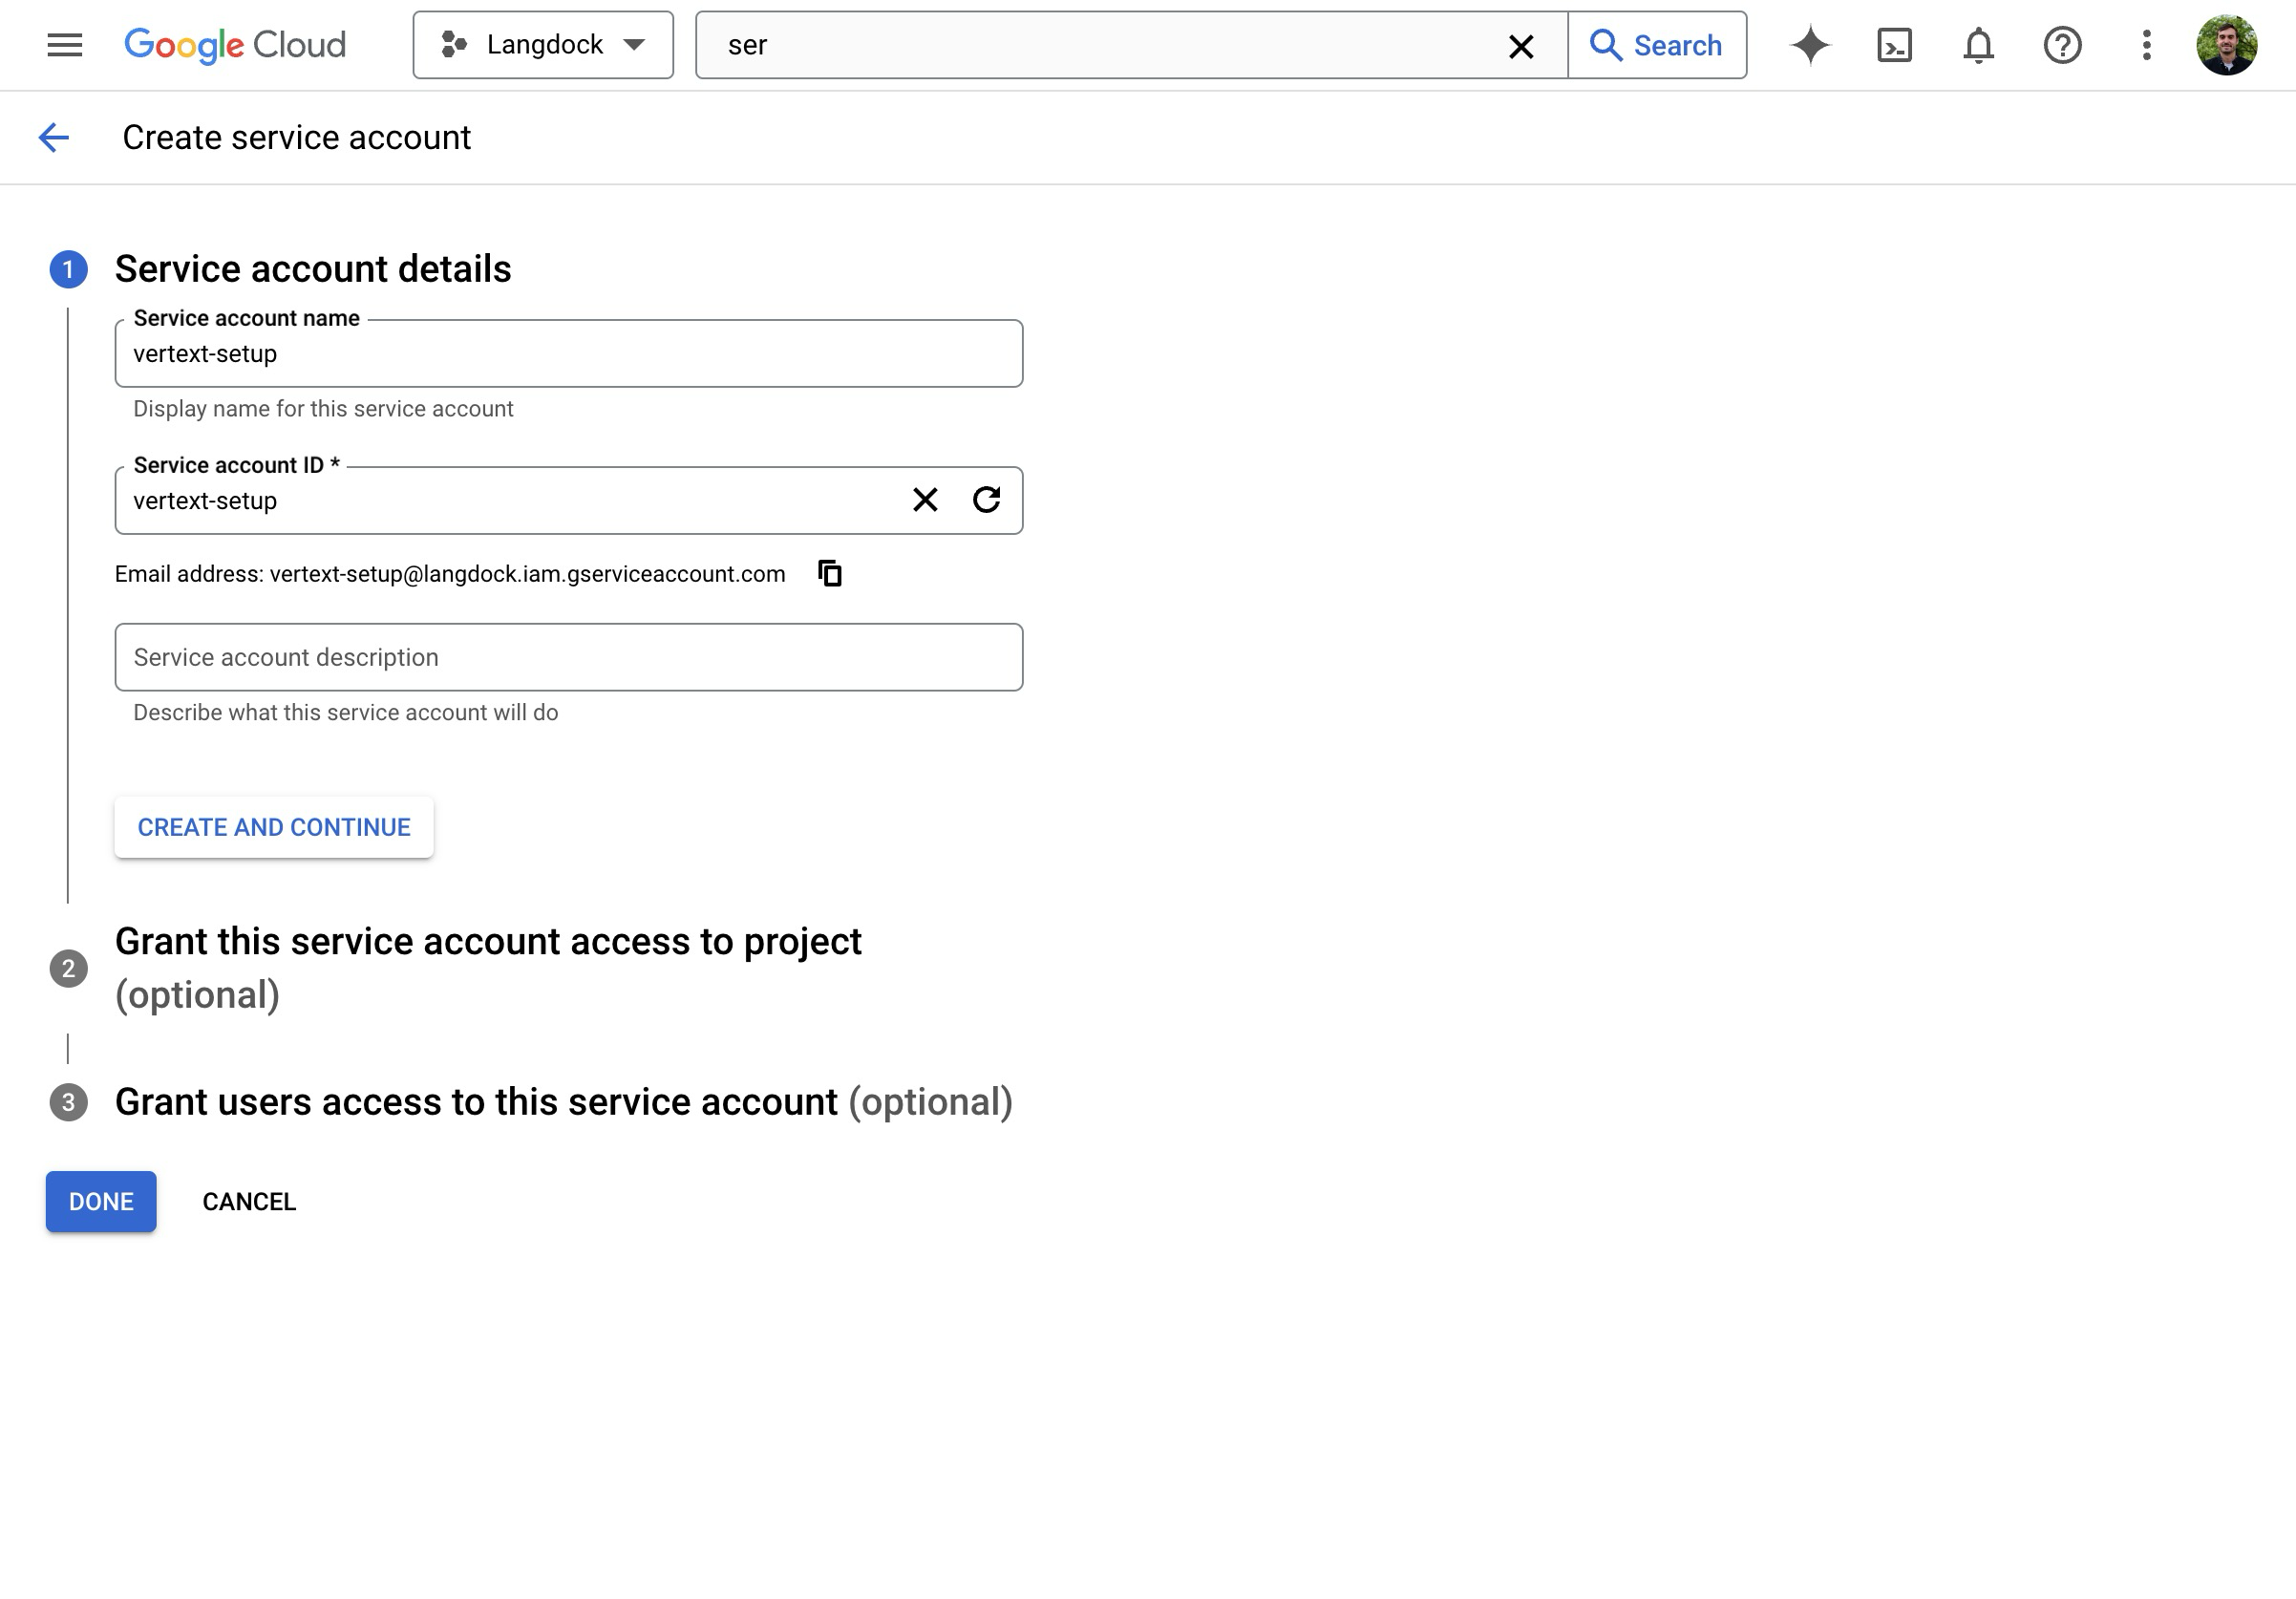 Google Cloud
Langdock
ser
Search
Create service account
1
Service account details
Service account name
vertext-setup
Display name for this service account
Service account ID *
vertext-setup
Email address: vertext-setup@langdock.iam.gserviceaccount.com
Service account description
Describe what this service account will do
CREATE AND CONTINUE
2
Grant this service account access to project
(optional)
3
Grant users access to this service account (optional)
DONE
CANCEL